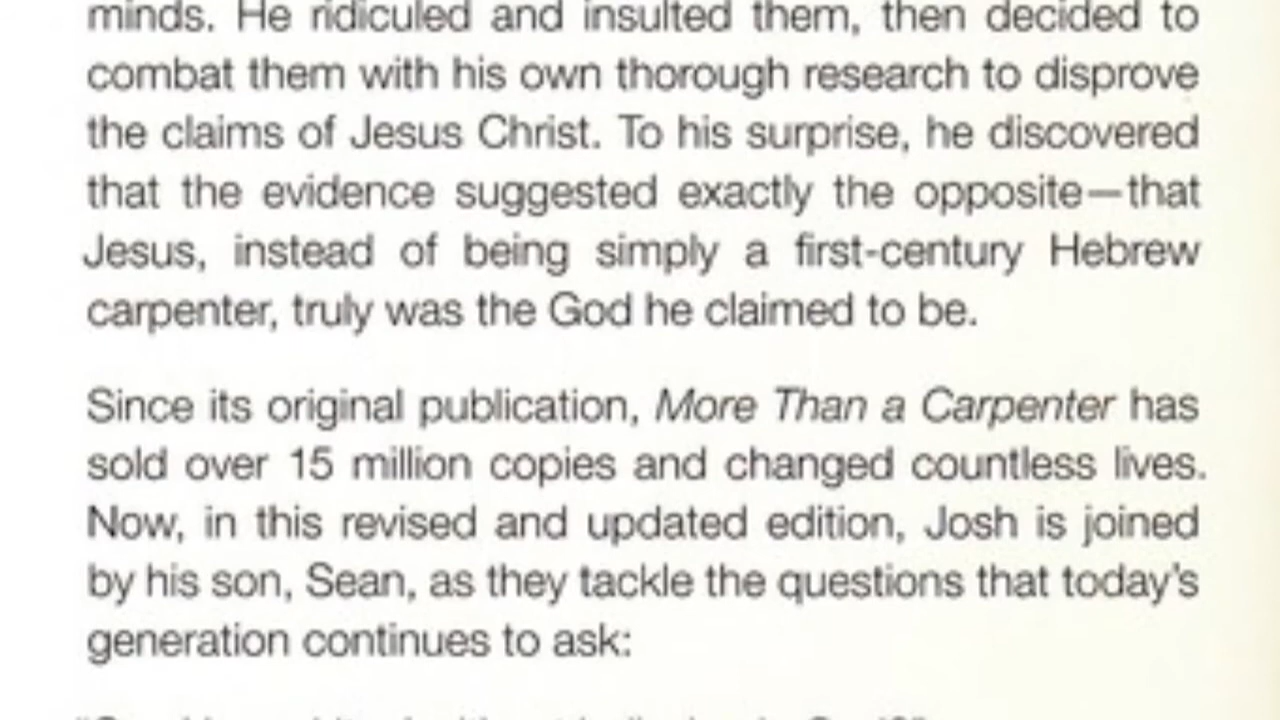 minds. He ridiculed and insulted them, then decided to
combat them with his own thorough research to disprove
the claims of Jesus Christ. To his surprise, he discovered
that the evidence suggested exactly the opposite—that
Jesus, instead of being simply a first-century Hebrew
carpenter, truly was the God he claimed to be.
Since its original publication, More Than a Carpenter has
sold over 15 million copies and changed countless lives.
Now, in this revised and updated edition, Josh is joined
by his son, Sean, as they tackle the questions that today's
generation continues to ask: